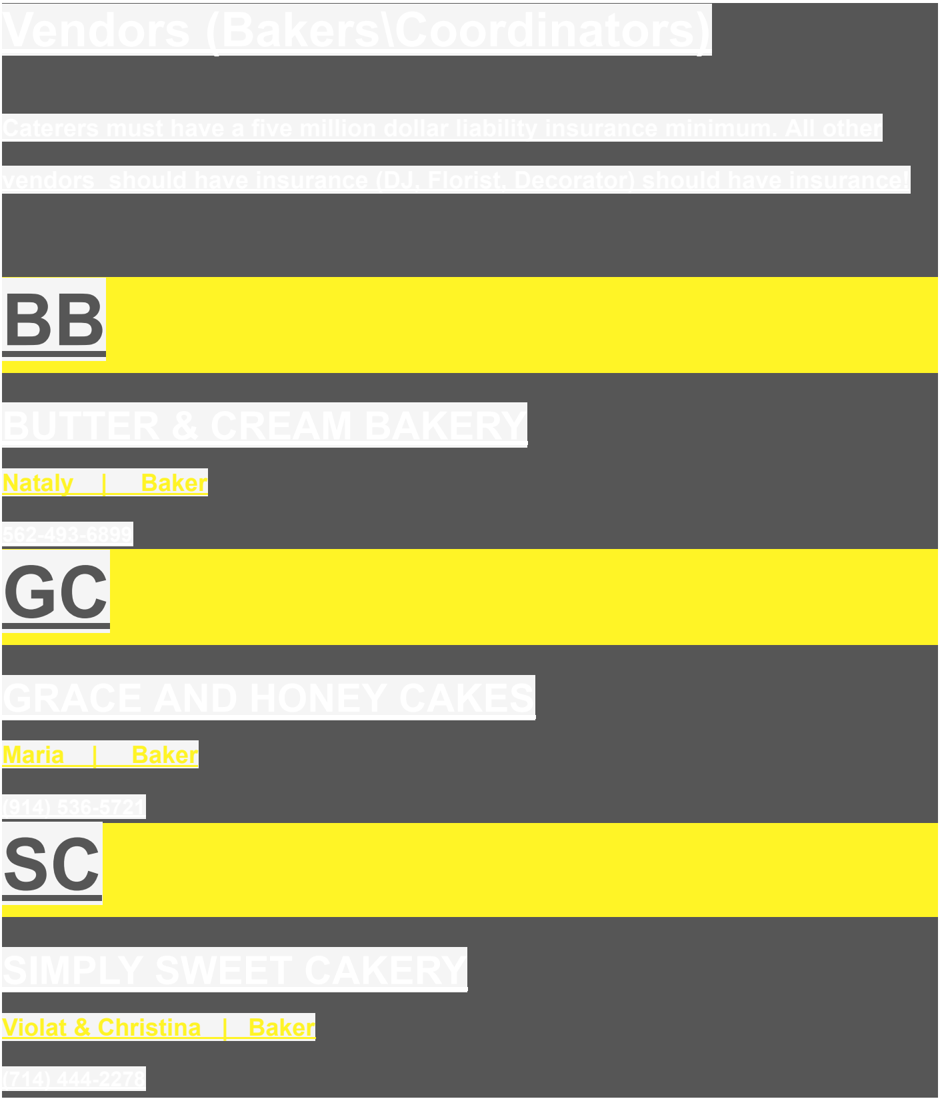 Vendors (Bakers\Coordinators)
Caterers must have a five million dollar liability insurance minimum. All other
vendors  should have insurance (DJ, Florist, Decorator) should have insurance!
BB
BUTTER & CREAM BAKERY
Nataly    |     Baker
562-493-6899
GC
GRACE AND HONEY CAKES
Maria    |     Baker
(914) 536-5721
SC
SIMPLY SWEET CAKERY
Violat & Christina   |   Baker
(714) 444-2278